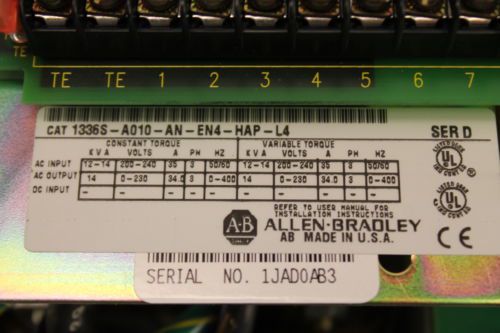 TE TE 1 2 3 4 5 6 7
CAT 1336S-A010-AN-EN4-HAP-L4 SER D
CONSTANT TORQUE VARIABLE TORQUE
KVA VOLTS A PH HZ KVA VOLTS A PH HZ
AC INPUT 12-14 200-240 35 3 50/60 12-14 200-240 35 3 50/60
AC OUTPUT 14 0-230 34.0 3 0-400 14 0-230 34.0 3 0-400
DC INPUT - - - - - -
UL
UL
REFER TO USER MANUAL FOR
INSTALLATION INSTRUCTIONS
A-B ALLEN-BRADLEY
AB MADE IN U.S.A. CE
SERIAL NO. 1JAD0AB3